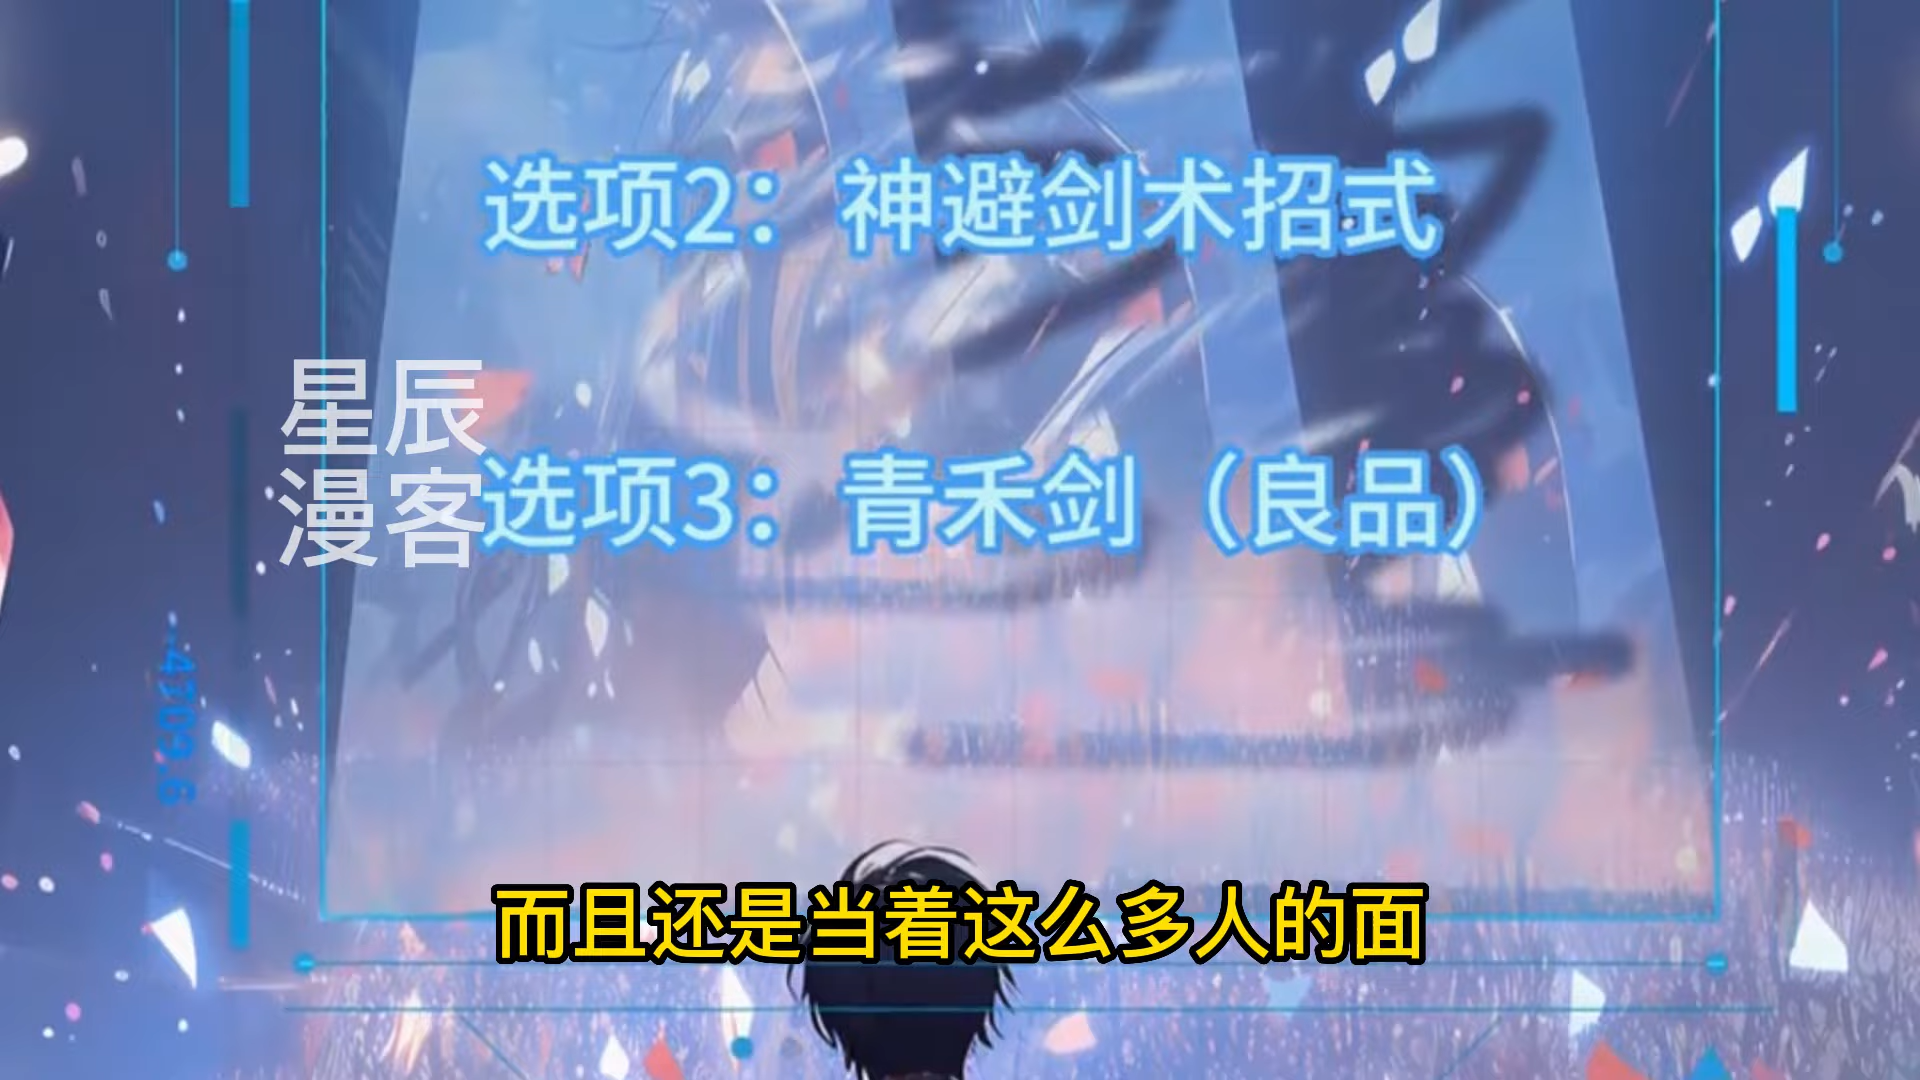 选项2：神避剑术招式
星辰
漫客
选项3：青禾剑（良品）
而且还是当着这么多人的面